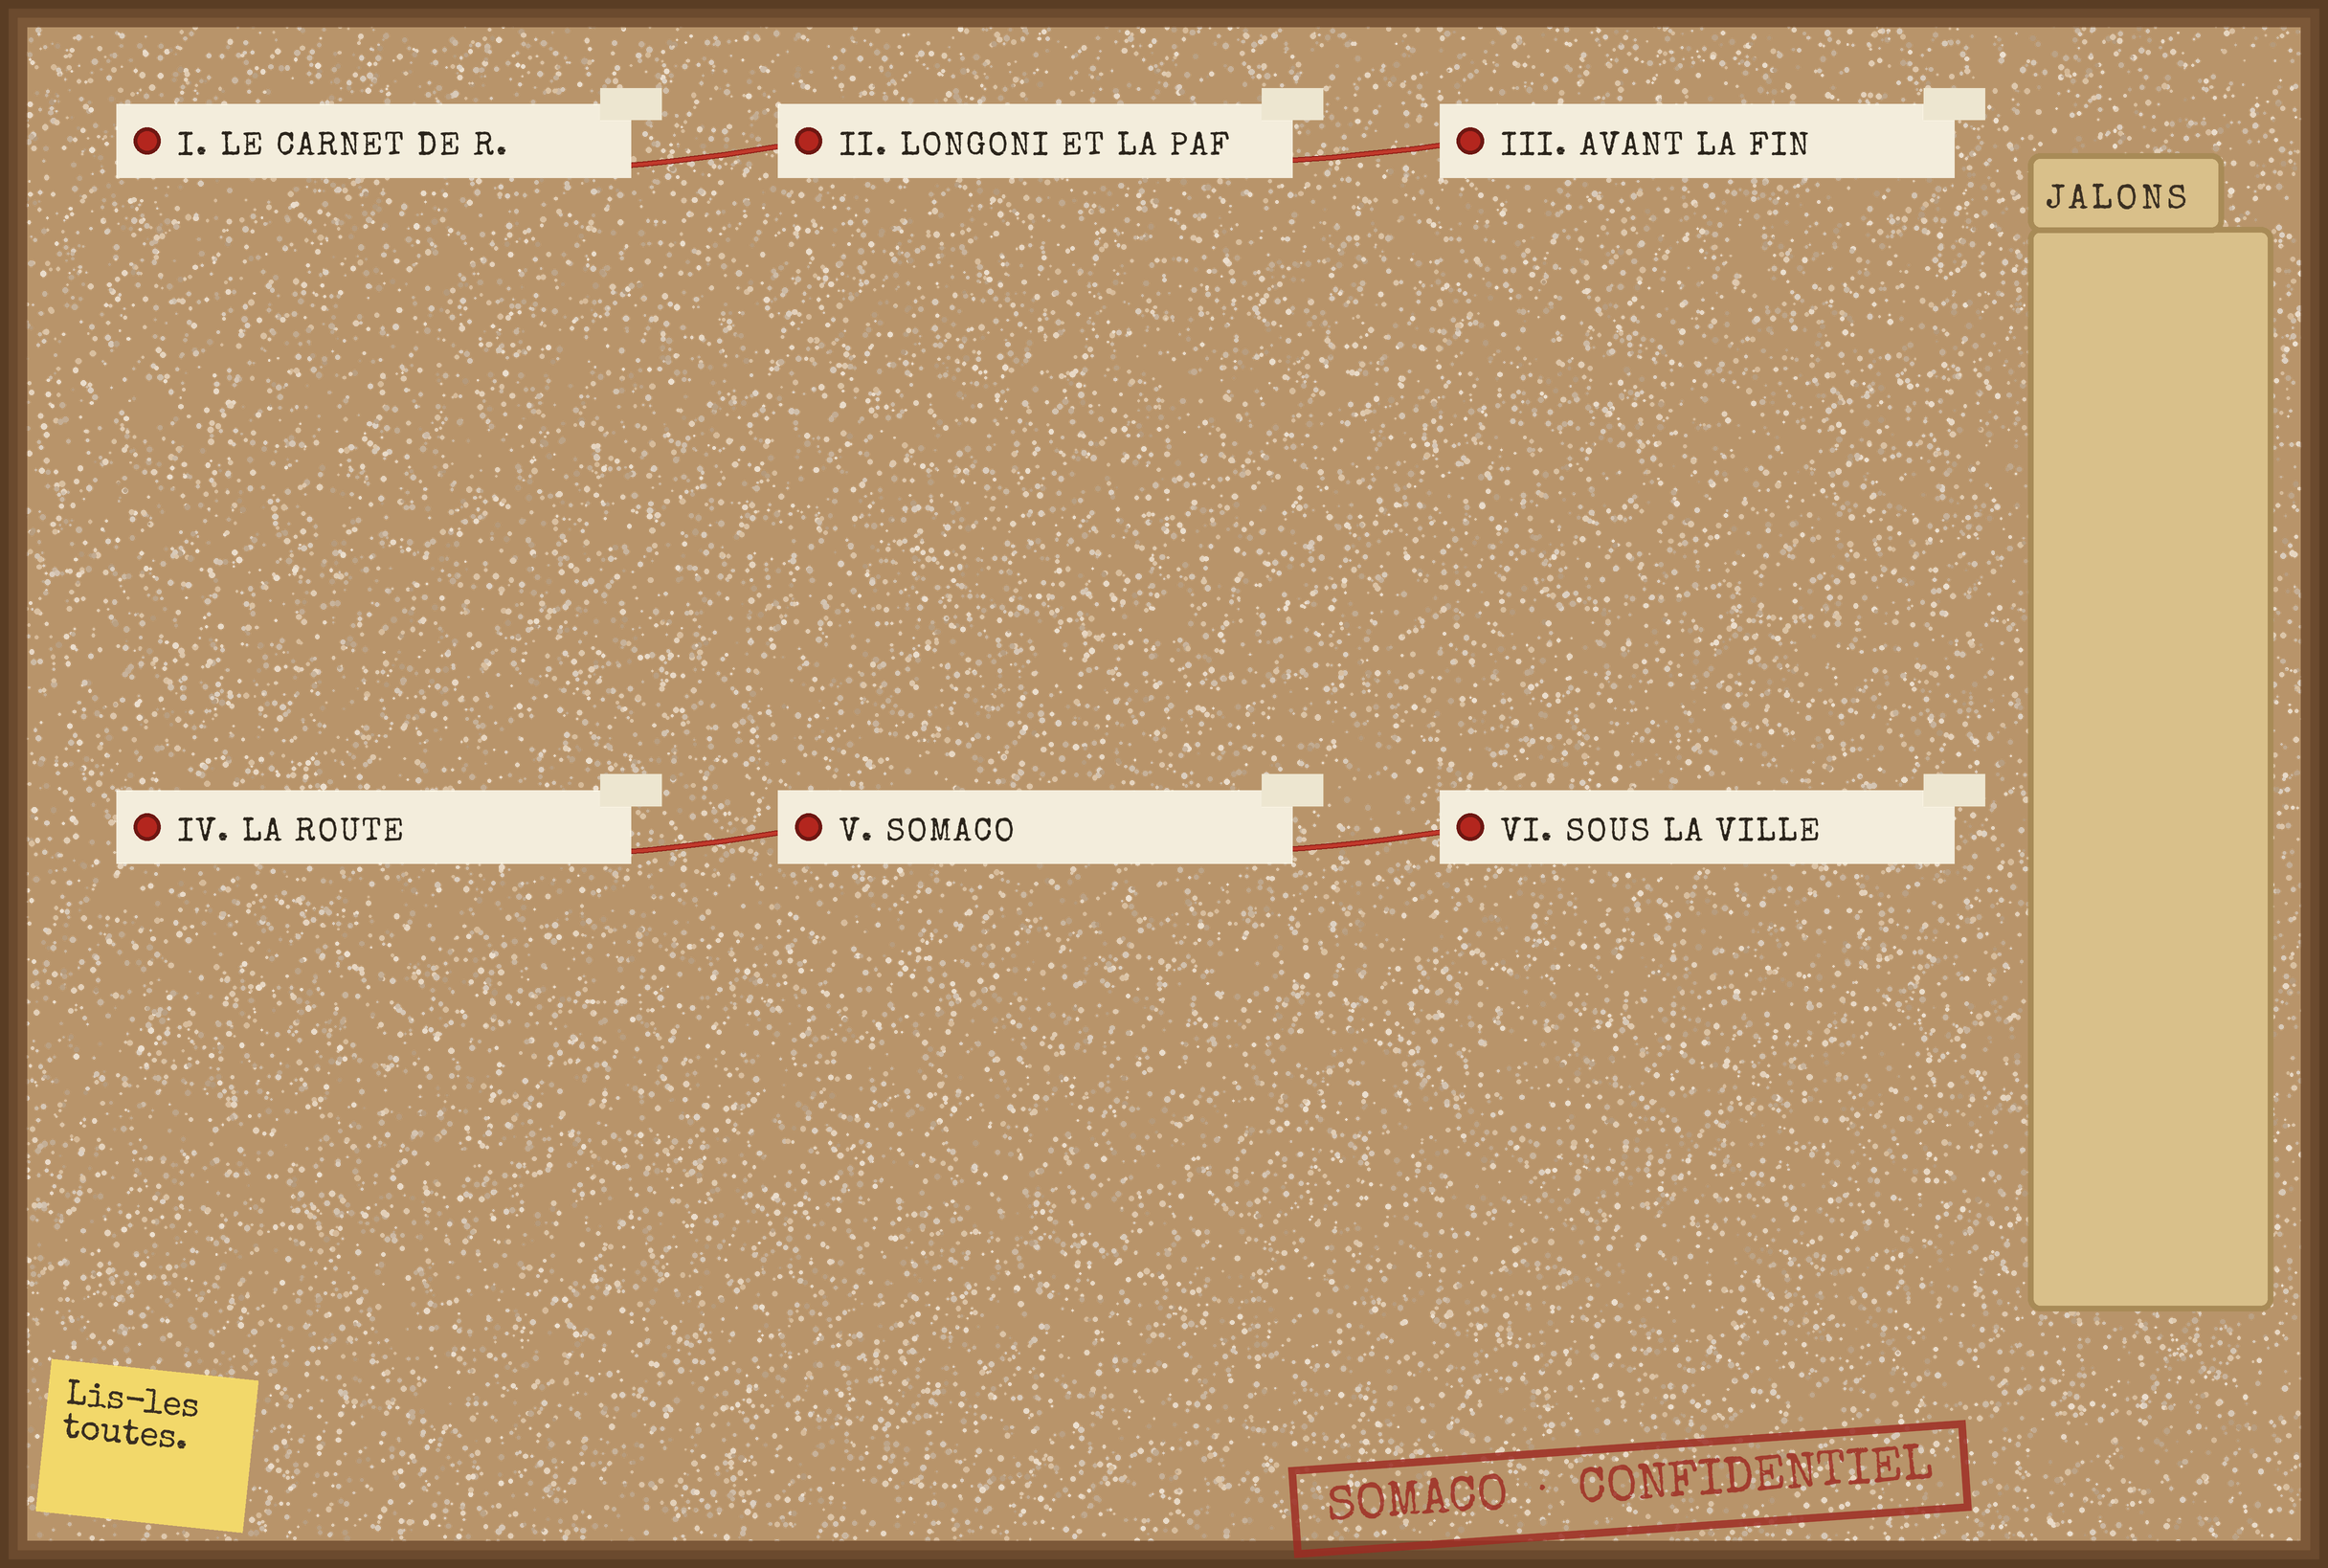 I. LE CARNET DE R.
II. LONGONI ET LA PAF
III. AVANT LA FIN
JALONS
IV. LA ROUTE
V. SOMACO
VI. SOUS LA VILLE
Lis-les
toutes.
SOMACO · CONFIDENTIEL